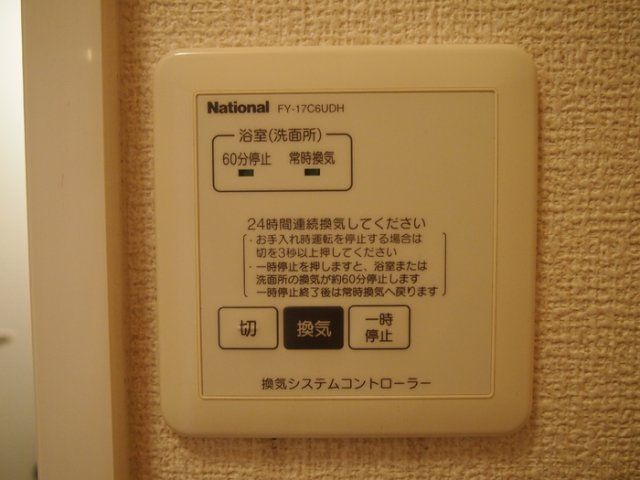 National FY-17C6UDH
浴室(洗面所)
60分停止 常時換気
24時間連続換気してください
・お手入れ時運転を停止する場合は
切を3秒以上押してください
・一時停止を押しますと、浴室または
洗面所の換気が約60分停止します
一時停止終了後は常時換気へ戻ります
切 換気 一時
停止
換気システムコントローラー